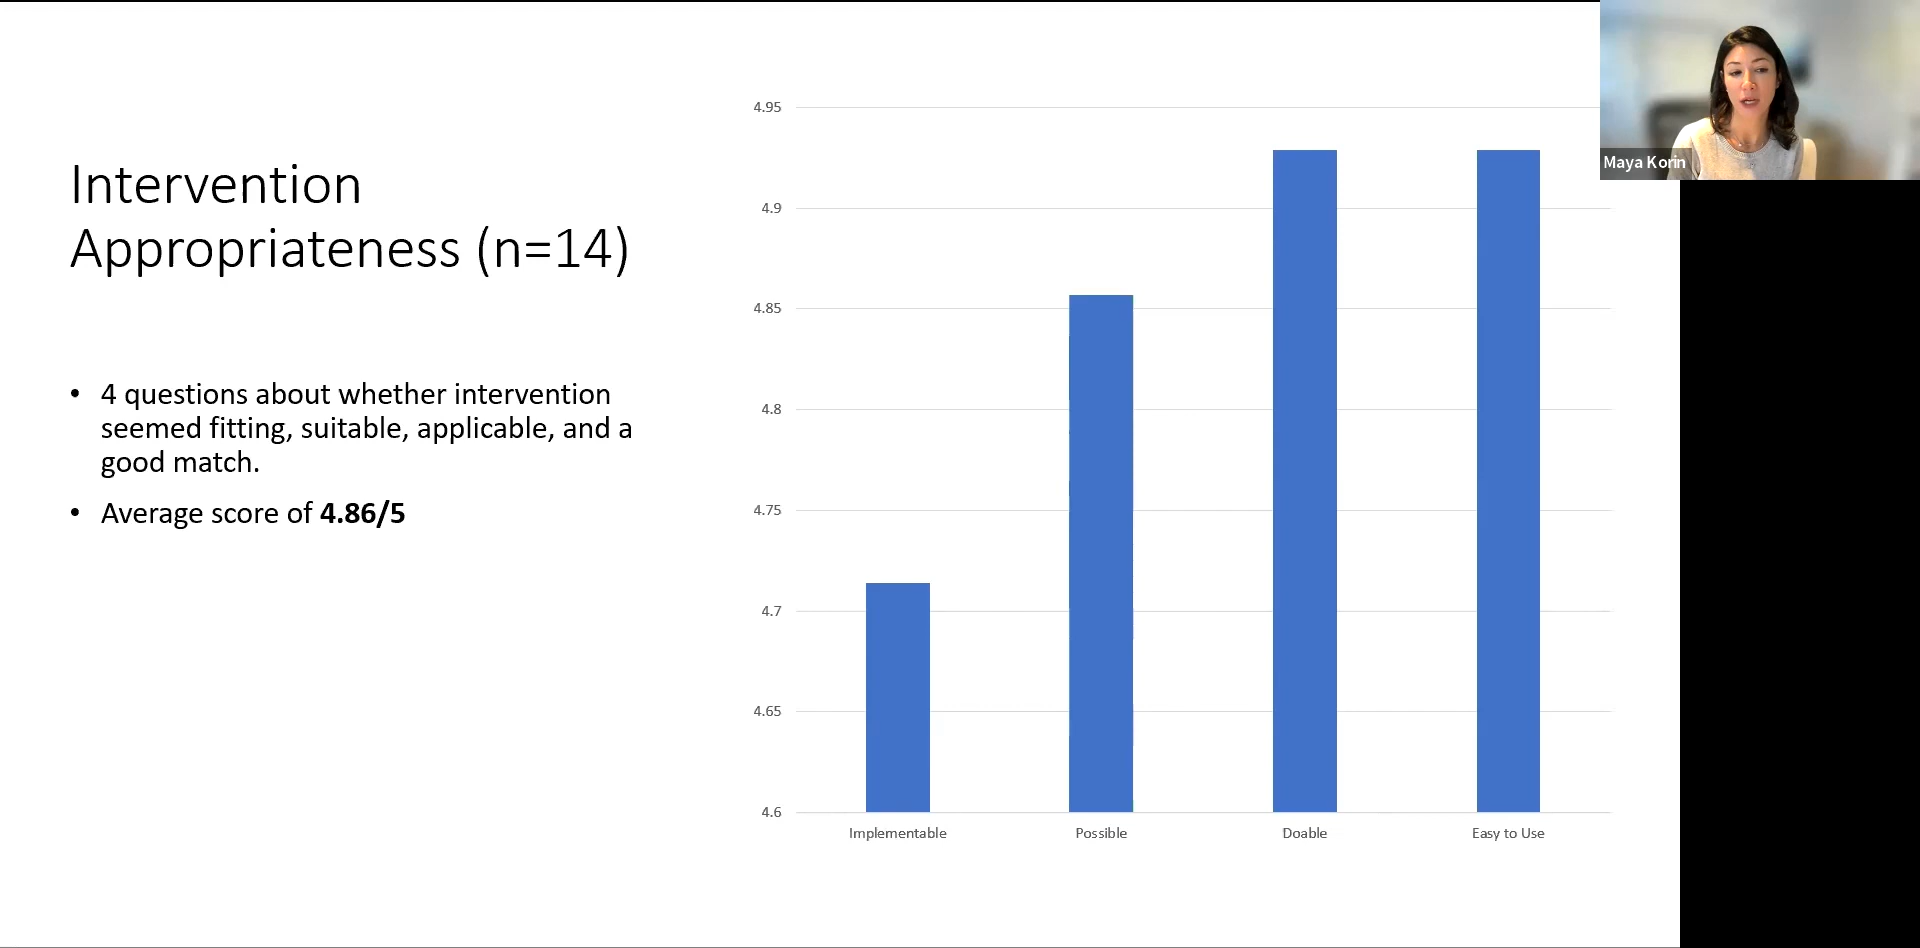 Intervention
Appropriateness (n=14)
• 4 questions about whether intervention
seemed fitting, suitable, applicable, and a
good match.
• Average score of 4.86/5
4.95
4.9
4.85
4.8
4.75
4.7
4.65
4.6
Implementable
Possible
Doable
Easy to Use
Maya Korin